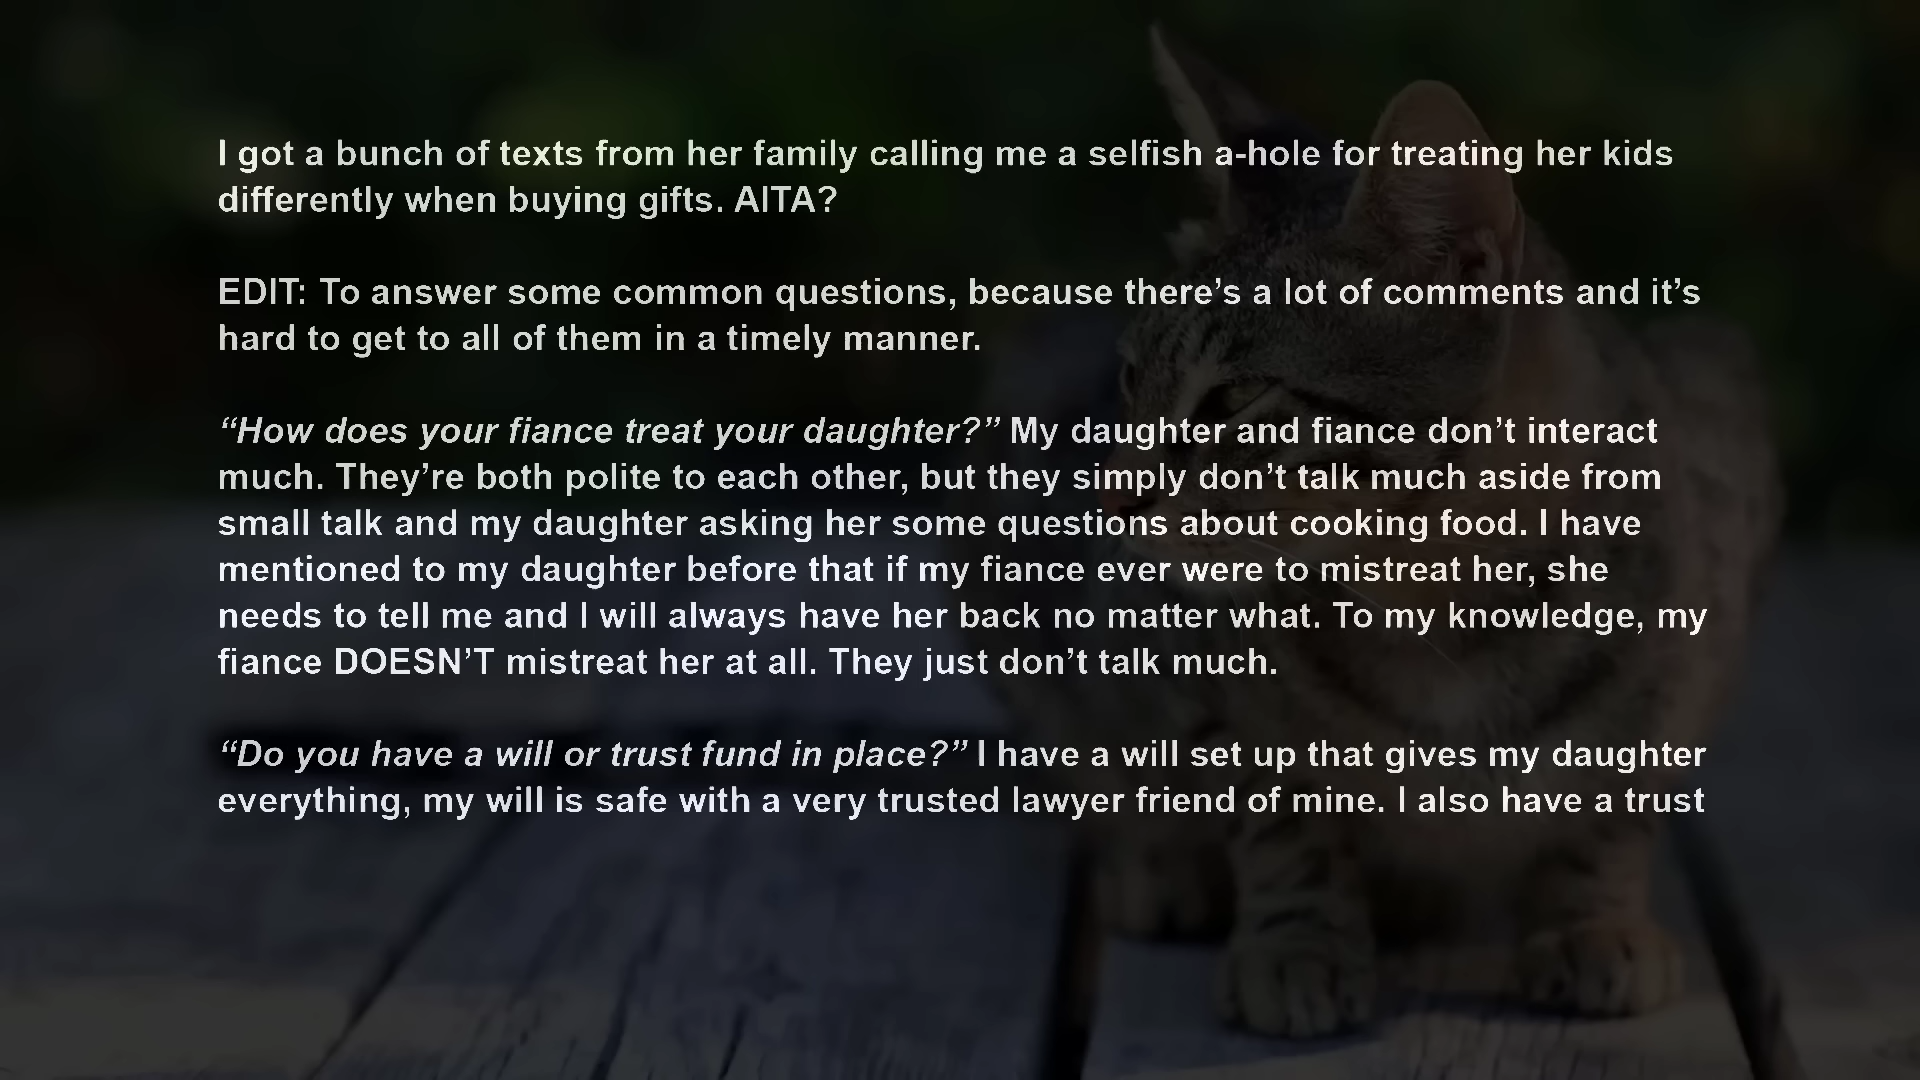 I got a bunch of texts from her family calling me a selfish a-hole for treating her kids
differently when buying gifts. AITA?
EDIT: To answer some common questions, because there’s a lot of comments and it’s
hard to get to all of them in a timely manner.
“How does your fiance treat your daughter?” My daughter and fiance don’t interact
much. They’re both polite to each other, but they simply don’t talk much aside from
small talk and my daughter asking her some questions about cooking food. I have
mentioned to my daughter before that if my fiance ever were to mistreat her, she
needs to tell me and I will always have her back no matter what. To my knowledge, my
fiance DOESN’T mistreat her at all. They just don’t talk much.
“Do you have a will or trust fund in place?” I have a will set up that gives my daughter
everything, my will is safe with a very trusted lawyer friend of mine. I also have a trust